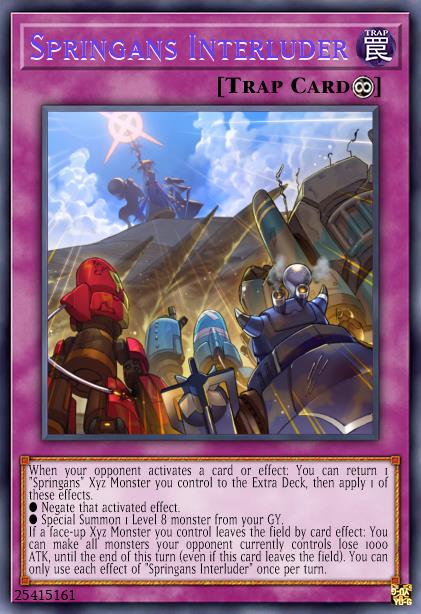 Springans Interluder
TRAP
罠
[Trap Card]
When your opponent activates a card or effect: You can return 1
"Springans" Xyz Monster you control to the Extra Deck, then apply 1 of
these effects.
● Negate that activated effect.
● Special Summon 1 Level 8 monster from your GY.
If a face-up Xyz Monster you control leaves the field by card effect: You
can make all monsters your opponent currently controls lose 1000
ATK, until the end of this turn (even if this card leaves the field). You can
only use each effect of "Springans Interluder" once per turn.
25415161